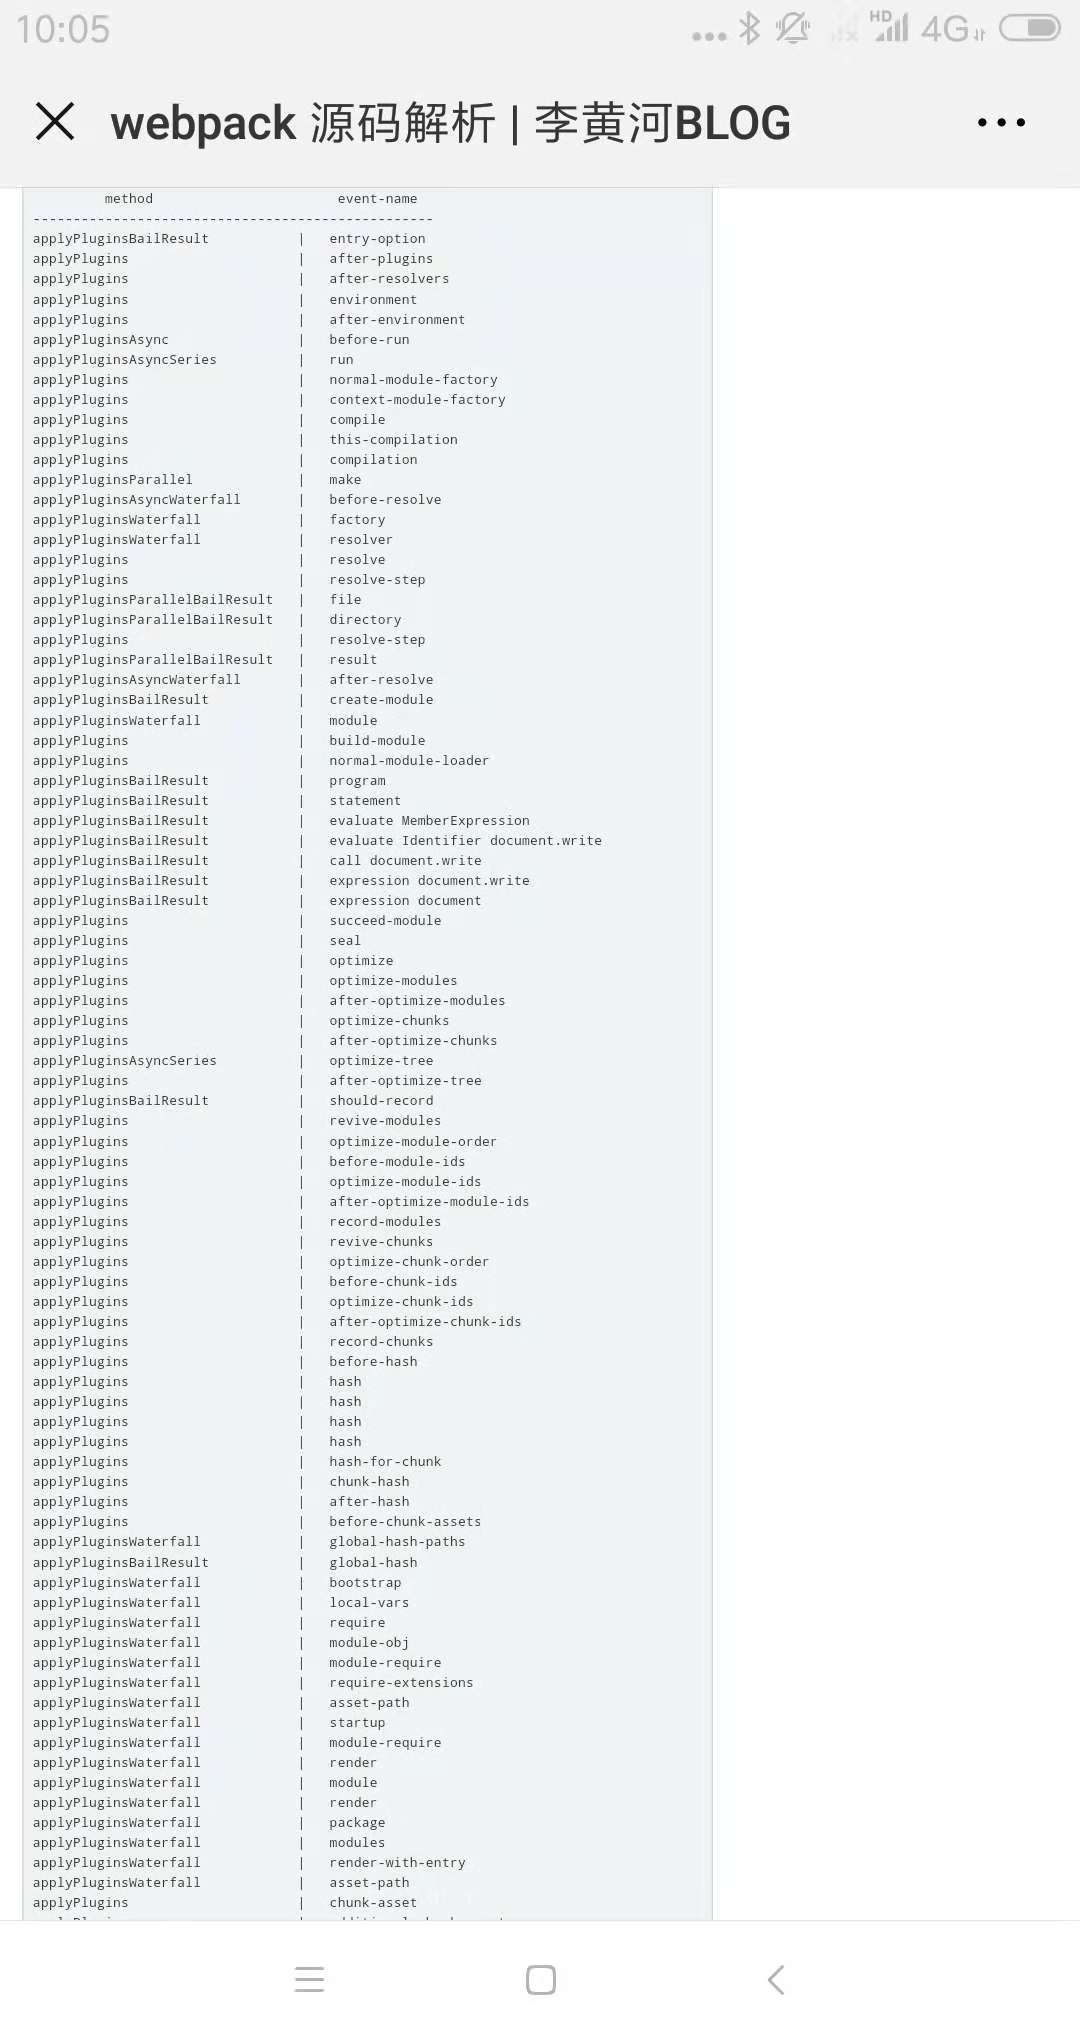 10:05 HD 4G
webpack 源码解析 | 李黄河BLOG
method event-name
--------------------------------------------------
applyPluginsBailResult | entry-option
applyPlugins | after-plugins
applyPlugins | after-resolvers
applyPlugins | environment
applyPlugins | after-environment
applyPluginsAsync | before-run
applyPluginsAsyncSeries | run
applyPlugins | normal-module-factory
applyPlugins | context-module-factory
applyPlugins | compile
applyPlugins | this-compilation
applyPlugins | compilation
applyPluginsParallel | make
applyPluginsAsyncWaterfall | before-resolve
applyPluginsWaterfall | factory
applyPluginsWaterfall | resolver
applyPlugins | resolve
applyPlugins | resolve-step
applyPluginsParallelBailResult | file
applyPluginsParallelBailResult | directory
applyPlugins | resolve-step
applyPluginsParallelBailResult | result
applyPluginsAsyncWaterfall | after-resolve
applyPluginsBailResult | create-module
applyPluginsWaterfall | module
applyPlugins | build-module
applyPlugins | normal-module-loader
applyPluginsBailResult | program
applyPluginsBailResult | statement
applyPluginsBailResult | evaluate MemberExpression
applyPluginsBailResult | evaluate Identifier document.write
applyPluginsBailResult | call document.write
applyPluginsBailResult | expression document.write
applyPluginsBailResult | expression document
applyPlugins | succeed-module
applyPlugins | seal
applyPlugins | optimize
applyPlugins | optimize-modules
applyPlugins | after-optimize-modules
applyPlugins | optimize-chunks
applyPlugins | after-optimize-chunks
applyPluginsAsyncSeries | optimize-tree
applyPlugins | after-optimize-tree
applyPluginsBailResult | should-record
applyPlugins | revive-modules
applyPlugins | optimize-module-order
applyPlugins | before-module-ids
applyPlugins | optimize-module-ids
applyPlugins | after-optimize-module-ids
applyPlugins | record-modules
applyPlugins | revive-chunks
applyPlugins | optimize-chunk-order
applyPlugins | before-chunk-ids
applyPlugins | optimize-chunk-ids
applyPlugins | after-optimize-chunk-ids
applyPlugins | record-chunks
applyPlugins | before-hash
applyPlugins | hash
applyPlugins | hash
applyPlugins | hash
applyPlugins | hash
applyPlugins | hash-for-chunk
applyPlugins | chunk-hash
applyPlugins | after-hash
applyPlugins | before-chunk-assets
applyPluginsWaterfall | global-hash-paths
applyPluginsBailResult | global-hash
applyPluginsWaterfall | bootstrap
applyPluginsWaterfall | local-vars
applyPluginsWaterfall | require
applyPluginsWaterfall | module-obj
applyPluginsWaterfall | module-require
applyPluginsWaterfall | require-extensions
applyPluginsWaterfall | asset-path
applyPluginsWaterfall | startup
applyPluginsWaterfall | module-require
applyPluginsWaterfall | render
applyPluginsWaterfall | module
applyPluginsWaterfall | render
applyPluginsWaterfall | package
applyPluginsWaterfall | modules
applyPluginsWaterfall | render-with-entry
applyPluginsWaterfall | asset-path
applyPlugins | chunk-asset